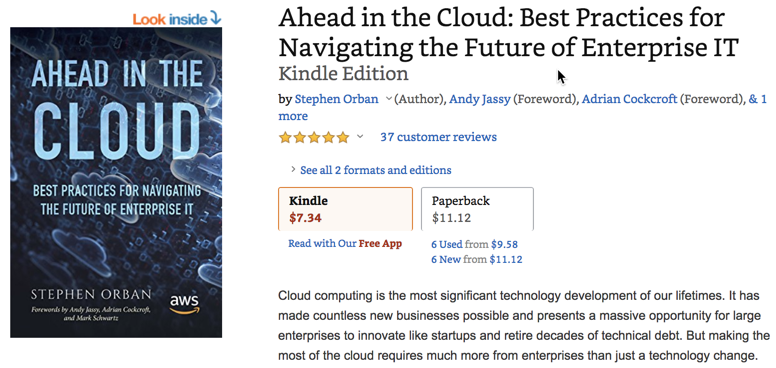 Look inside
AHEAD IN THE
CLOUD
BEST PRACTICES FOR NAVIGATING
THE FUTURE OF ENTERPRISE IT
STEPHEN ORBAN
Forewords by Andy Jassy, Adrian Cockcroft,
and Mark Schwartz
aws
Ahead in the Cloud: Best Practices for
Navigating the Future of Enterprise IT
Kindle Edition
by Stephen Orban (Author), Andy Jassy (Foreword), Adrian Cockcroft (Foreword), & 1
more
37 customer reviews
See all 2 formats and editions
Kindle
$7.34
Paperback
$11.12
Read with Our Free App
6 Used from $9.58
6 New from $11.12
Cloud computing is the most significant technology development of our lifetimes. It has
made countless new businesses possible and presents a massive opportunity for large
enterprises to innovate like startups and retire decades of technical debt. But making the
most of the cloud requires much more from enterprises than just a technology change.